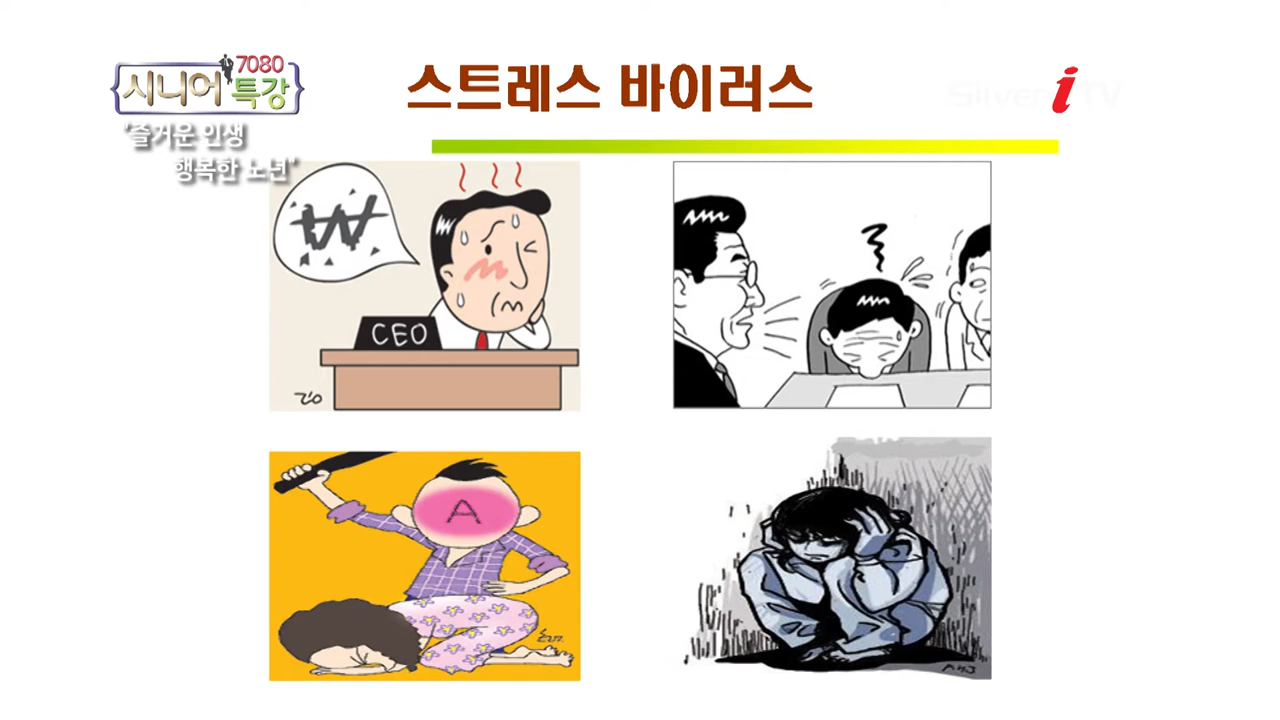 시니어
7080
특강
스트레스 바이러스
Silver i TV
'즐거운 인생
행복한 노년"
W
CEO
A